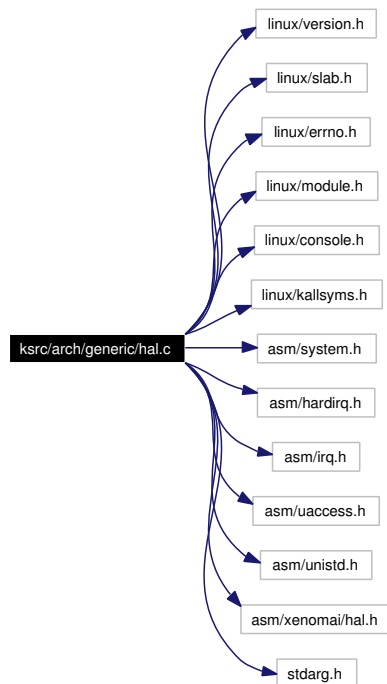 linux/version.h
linux/slab.h
linux/errno.h
linux/module.h
linux/console.h
linux/kallsyms.h
ksrc/arch/generic/hal.c
asm/system.h
asm/hardirq.h
asm/irq.h
asm/uaccess.h
asm/unistd.h
asm/xenomai/hal.h
stdarg.h